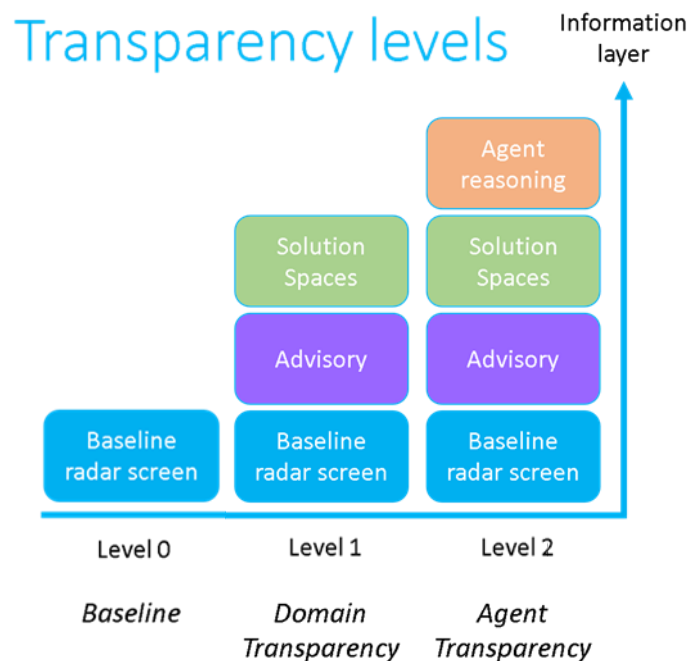 Transparency levels
Information
layer
Agent
reasoning
Solution
Spaces
Solution
Spaces
Advisory
Advisory
Baseline
radar screen
Baseline
radar screen
Baseline
radar screen
Level 0
Level 1
Level 2
Baseline
Domain
Transparency
Agent
Transparency